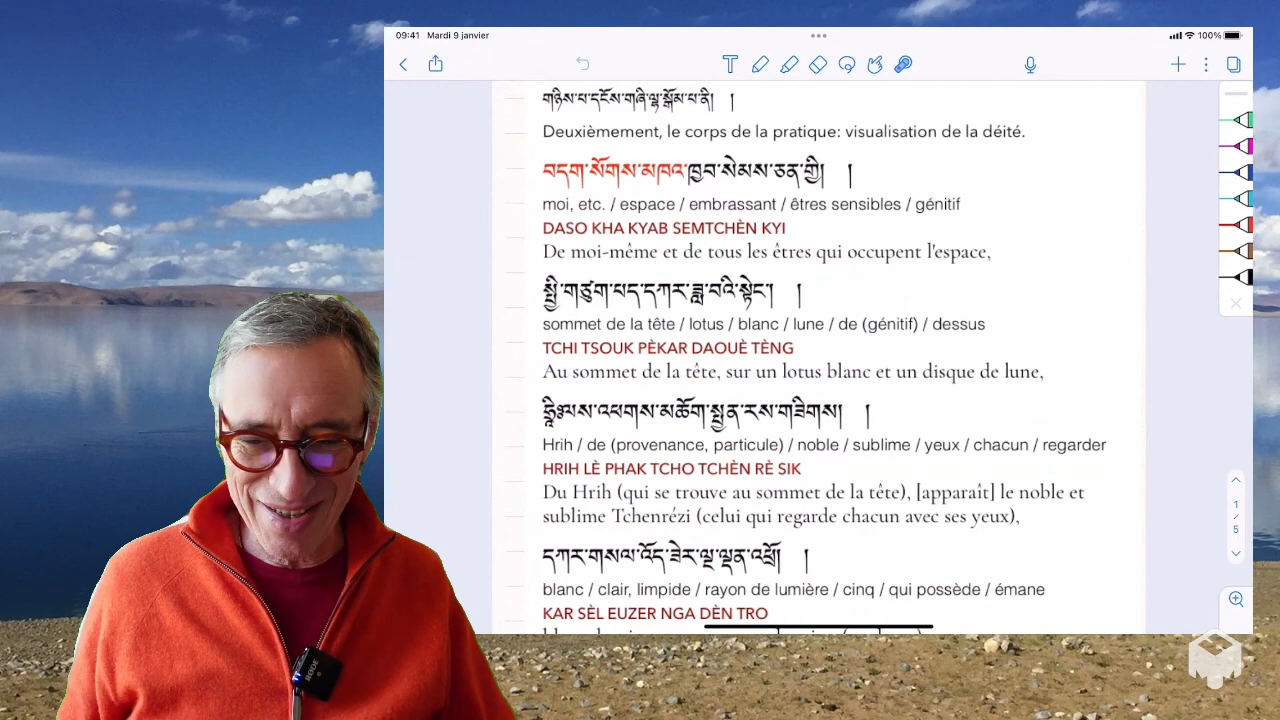 09:41 Mardi 9 janvier
100%
གཉིས་པ་དངོས་གཞི་ལྷ་སྒོམ་པ་ནི། །
Deuxièmement, le corps de la pratique: visualisation de la déité.
བདག་སོགས་མཁའ་ཁྱབ་སེམས་ཅན་གྱི། །
moi, etc. / espace / embrassant / êtres sensibles / génitif
DASO KHA KYAB SEMTCHÈN KYI
De moi-même et de tous les êtres qui occupent l'espace,
སྤྱི་གཙུག་པད་དཀར་ཟླ་བའི་སྟེང་། །
sommet de la tête / lotus / blanc / lune / de (génitif) / dessus
TCHI TSOUK PÈKAR DAOUÈ TÈNG
Au sommet de la tête, sur un lotus blanc et un disque de lune,
ཧྲཱིཿལས་འཕགས་མཆོག་སྤྱན་རས་གཟིགས། །
Hrih / de (provenance, particule) / noble / sublime / yeux / chacun / regarder
HRIH LÈ PHAK TCHO TCHÈN RÈ SIK
Du Hrih (qui se trouve au sommet de la tête), [apparaît] le noble et
sublime Tchenrézi (celui qui regarde chacun avec ses yeux),
དཀར་གསལ་འོད་ཟེར་ལྔ་ལྡན་འཕྲོ། །
blanc / clair, limpide / rayon de lumière / cinq / qui possède / émane
KAR SÈL EUZER NGA DÈN TRO
1
/
5
RØDE